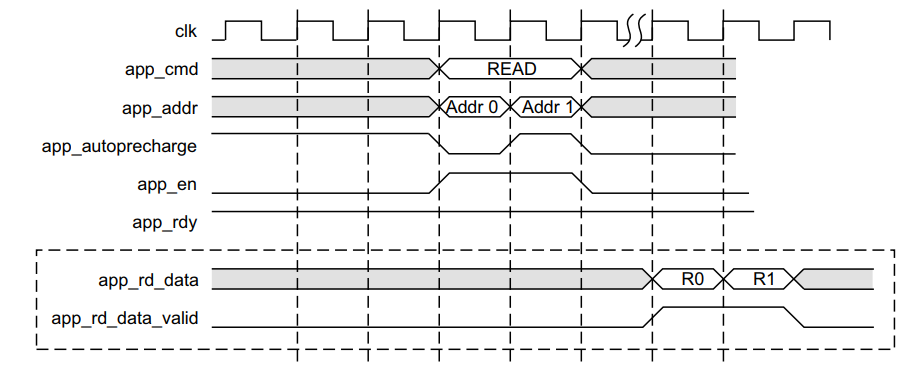 clk
app_cmd READ
app_addr Addr 0 Addr 1
app_autoprecharge
app_en
app_rdy
app_rd_data R0 R1
app_rd_data_valid